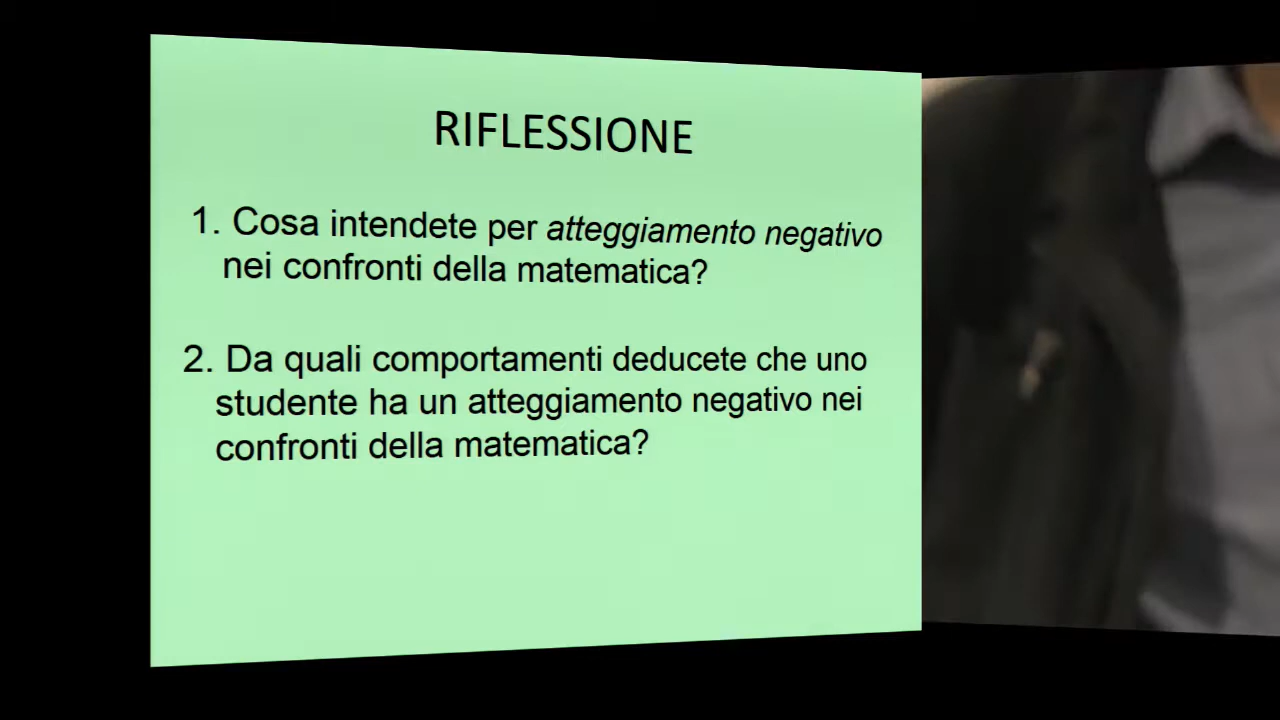 RIFLESSIONE
1. Cosa intendete per atteggiamento negativo
nei confronti della matematica?
2. Da quali comportamenti deducete che uno
studente ha un atteggiamento negativo nei
confronti della matematica?